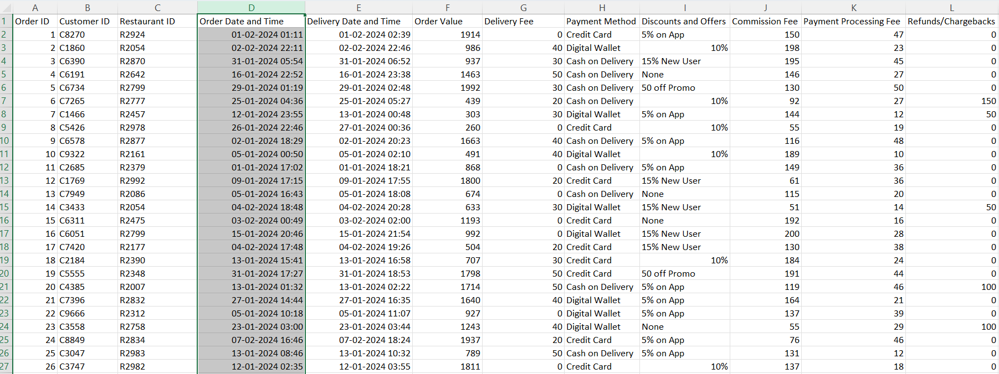 A B C D E F G H I J K L
1 Order ID Customer ID Restaurant ID Order Date and Time Delivery Date and Time Order Value Delivery Fee Payment Method Discounts and Offers Commission Fee Payment Processing Fee Refunds/Chargebacks
2 1 C8270 R2924 01-02-2024 01:11 01-02-2024 02:39 1914 0 Credit Card 5% on App 150 47 0
3 2 C1860 R2054 02-02-2024 22:11 02-02-2024 22:46 986 40 Digital Wallet 10% 198 23 0
4 3 C6390 R2870 31-01-2024 05:54 31-01-2024 06:52 937 30 Cash on Delivery 15% New User 195 45 0
5 4 C6191 R2642 16-01-2024 22:52 16-01-2024 23:38 1463 50 Cash on Delivery None 146 27 0
6 5 C6734 R2799 29-01-2024 01:19 29-01-2024 02:48 1992 30 Cash on Delivery 50 off Promo 130 50 0
7 6 C7265 R2777 25-01-2024 04:36 25-01-2024 05:27 439 20 Cash on Delivery 10% 92 27 150
8 7 C1466 R2457 12-01-2024 23:55 13-01-2024 00:48 303 30 Digital Wallet 5% on App 144 12 50
9 8 C5426 R2978 26-01-2024 22:46 27-01-2024 00:36 260 0 Credit Card 10% 55 19 0
10 9 C6578 R2877 02-01-2024 18:29 02-01-2024 20:23 1663 40 Cash on Delivery 5% on App 116 48 0
11 10 C9322 R2161 05-01-2024 00:50 05-01-2024 02:10 491 40 Digital Wallet 10% 189 10 0
12 11 C2685 R2379 01-01-2024 17:02 01-01-2024 18:21 868 0 Cash on Delivery 5% on App 149 36 0
13 12 C1769 R2992 09-01-2024 17:15 09-01-2024 17:55 1800 20 Credit Card 15% New User 61 36 0
14 13 C7949 R2086 05-01-2024 16:43 05-01-2024 18:08 674 0 Cash on Delivery None 115 20 0
15 14 C3433 R2054 04-02-2024 18:48 04-02-2024 20:28 633 30 Digital Wallet 15% New User 51 14 50
16 15 C6311 R2475 03-02-2024 00:49 03-02-2024 02:00 1193 0 Credit Card None 192 16 0
17 16 C6051 R2799 15-01-2024 20:46 15-01-2024 21:54 992 0 Digital Wallet 15% New User 200 28 0
18 17 C7420 R2177 04-02-2024 17:48 04-02-2024 19:26 504 20 Credit Card 15% New User 130 38 0
19 18 C2184 R2390 13-01-2024 15:41 13-01-2024 16:58 707 30 Credit Card 10% 184 24 0
20 19 C5555 R2348 31-01-2024 17:27 31-01-2024 18:53 1798 50 Credit Card 50 off Promo 191 44 0
21 20 C4385 R2007 13-01-2024 01:32 13-01-2024 02:22 1714 50 Cash on Delivery 5% on App 119 46 100
22 21 C7396 R2832 27-01-2024 14:44 27-01-2024 16:35 1640 40 Digital Wallet 5% on App 164 21 0
23 22 C9666 R2312 05-01-2024 10:18 05-01-2024 11:07 927 0 Digital Wallet 5% on App 137 39 0
24 23 C3558 R2758 23-01-2024 03:00 23-01-2024 03:44 1243 40 Digital Wallet None 55 29 100
25 24 C8849 R2834 07-02-2024 16:46 07-02-2024 18:24 1937 20 Credit Card 5% on App 76 46 0
26 25 C3047 R2983 13-01-2024 08:46 13-01-2024 10:32 789 50 Cash on Delivery 5% on App 131 12 0
27 26 C3747 R2982 12-01-2024 02:35 12-01-2024 03:55 1811 0 Credit Card 10% 137 18 0